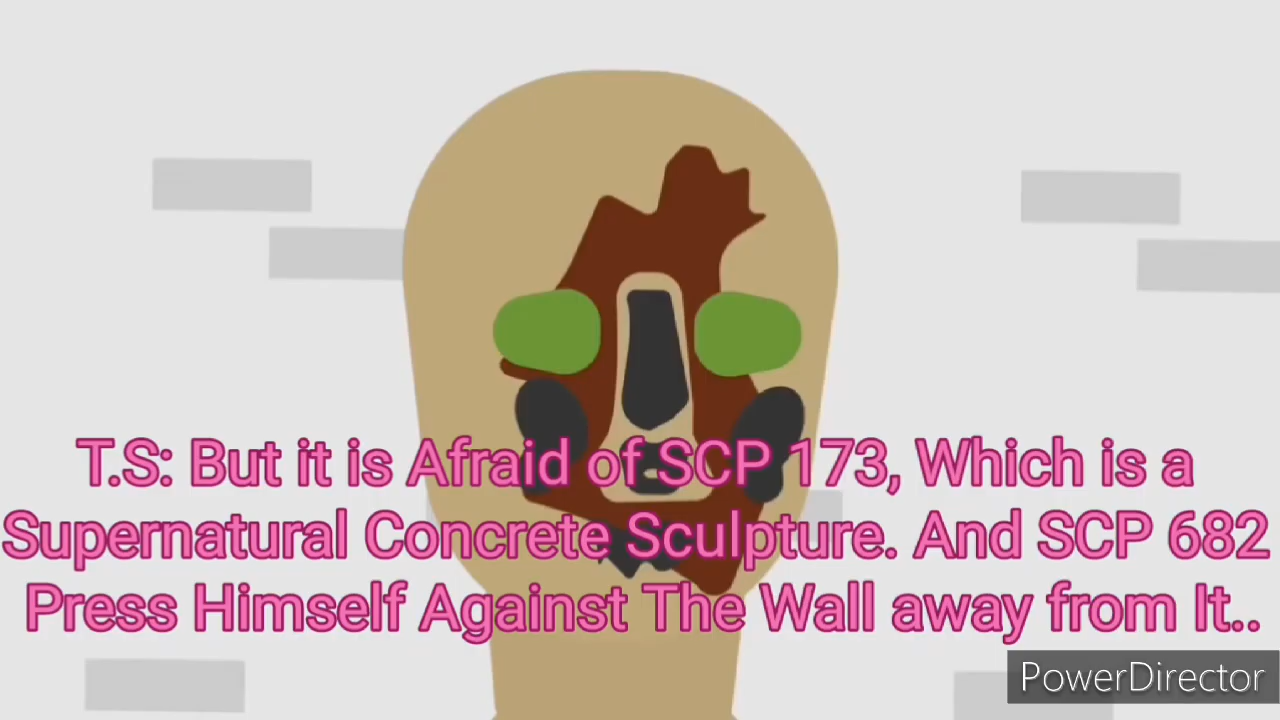 T.S: But it is Afraid of SCP 173, Which is a
Supernatural Concrete Sculpture. And SCP 682
Press Himself Against The Wall away from It..
PowerDirector